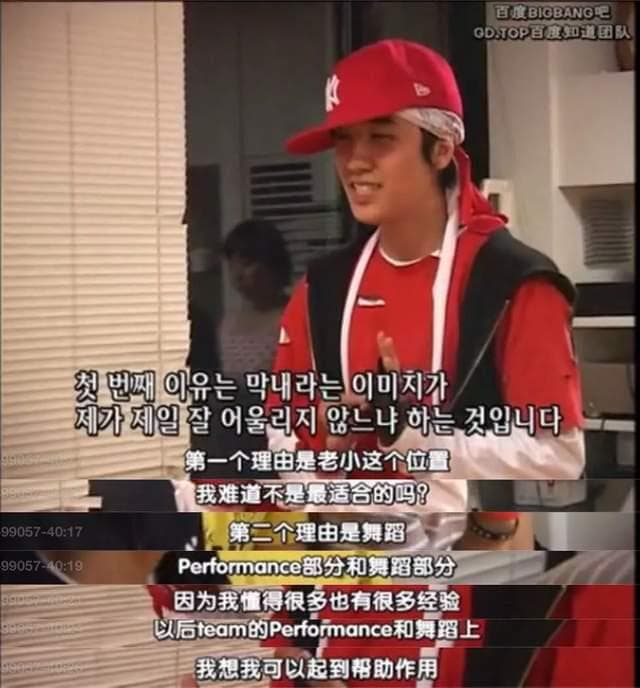 百度BIGBANG吧
GD.TOP百度知道团队
첫 번째 이유는 막내라는 이미지가
제가 제일 잘 어울리지 않느냐 하는 것입니다
第一个理由是老小这个位置
我难道不是最适合的吗?
99057-40:17
第二个理由是舞蹈
99057-40:19
Performance部分和舞蹈部分
因为我懂得很多也有很多经验
以后team的Performance和舞蹈上
我想我可以起到帮助作用